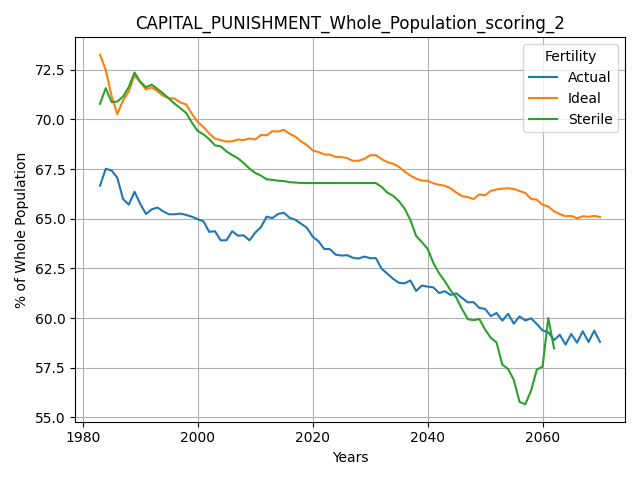 CAPITAL_PUNISHMENT_Whole_Population_scoring_2
% of Whole Population
72.5
70.0
67.5
65.0
62.5
60.0
57.5
55.0
Fertility
Actual
Ideal
Sterile
1980 2000 2020 2040 2060
Years